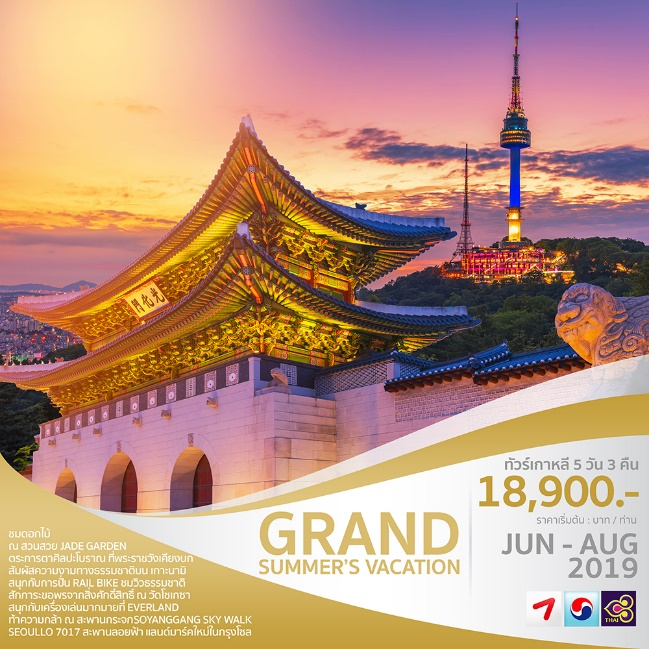 光化門
ทัวร์เกาหลี 5 วัน 3 คืน
18,900.-
ราคาเริ่มต้น : บาท / ท่าน
JUN - AUG
2019
GRAND
SUMMER'S VACATION
ชมดอกไม้
ณ สวนสวย JADE GARDEN
ตระการตาศิลปะโบราณ ที่พระราชวังเคียงบก
สัมผัสความงามทางธรรมชาติบน เกาะนามิ
สนุกกับการปั่น RAIL BIKE ชมวิวธรรมชาติ
สักการะขอพรจากสิ่งศักดิ์สิทธิ์ ณ วัดโชเกซา
สนุกกับเครื่องเล่นมากมายที่ EVERLAND
ท้าความกล้า ณ สะพานกระจกSOYANGGANG SKY WALK
SEOULLO 7017 สะพานลอยฟ้า แลนด์มาร์คใหม่ในกรุงโซล
THAI